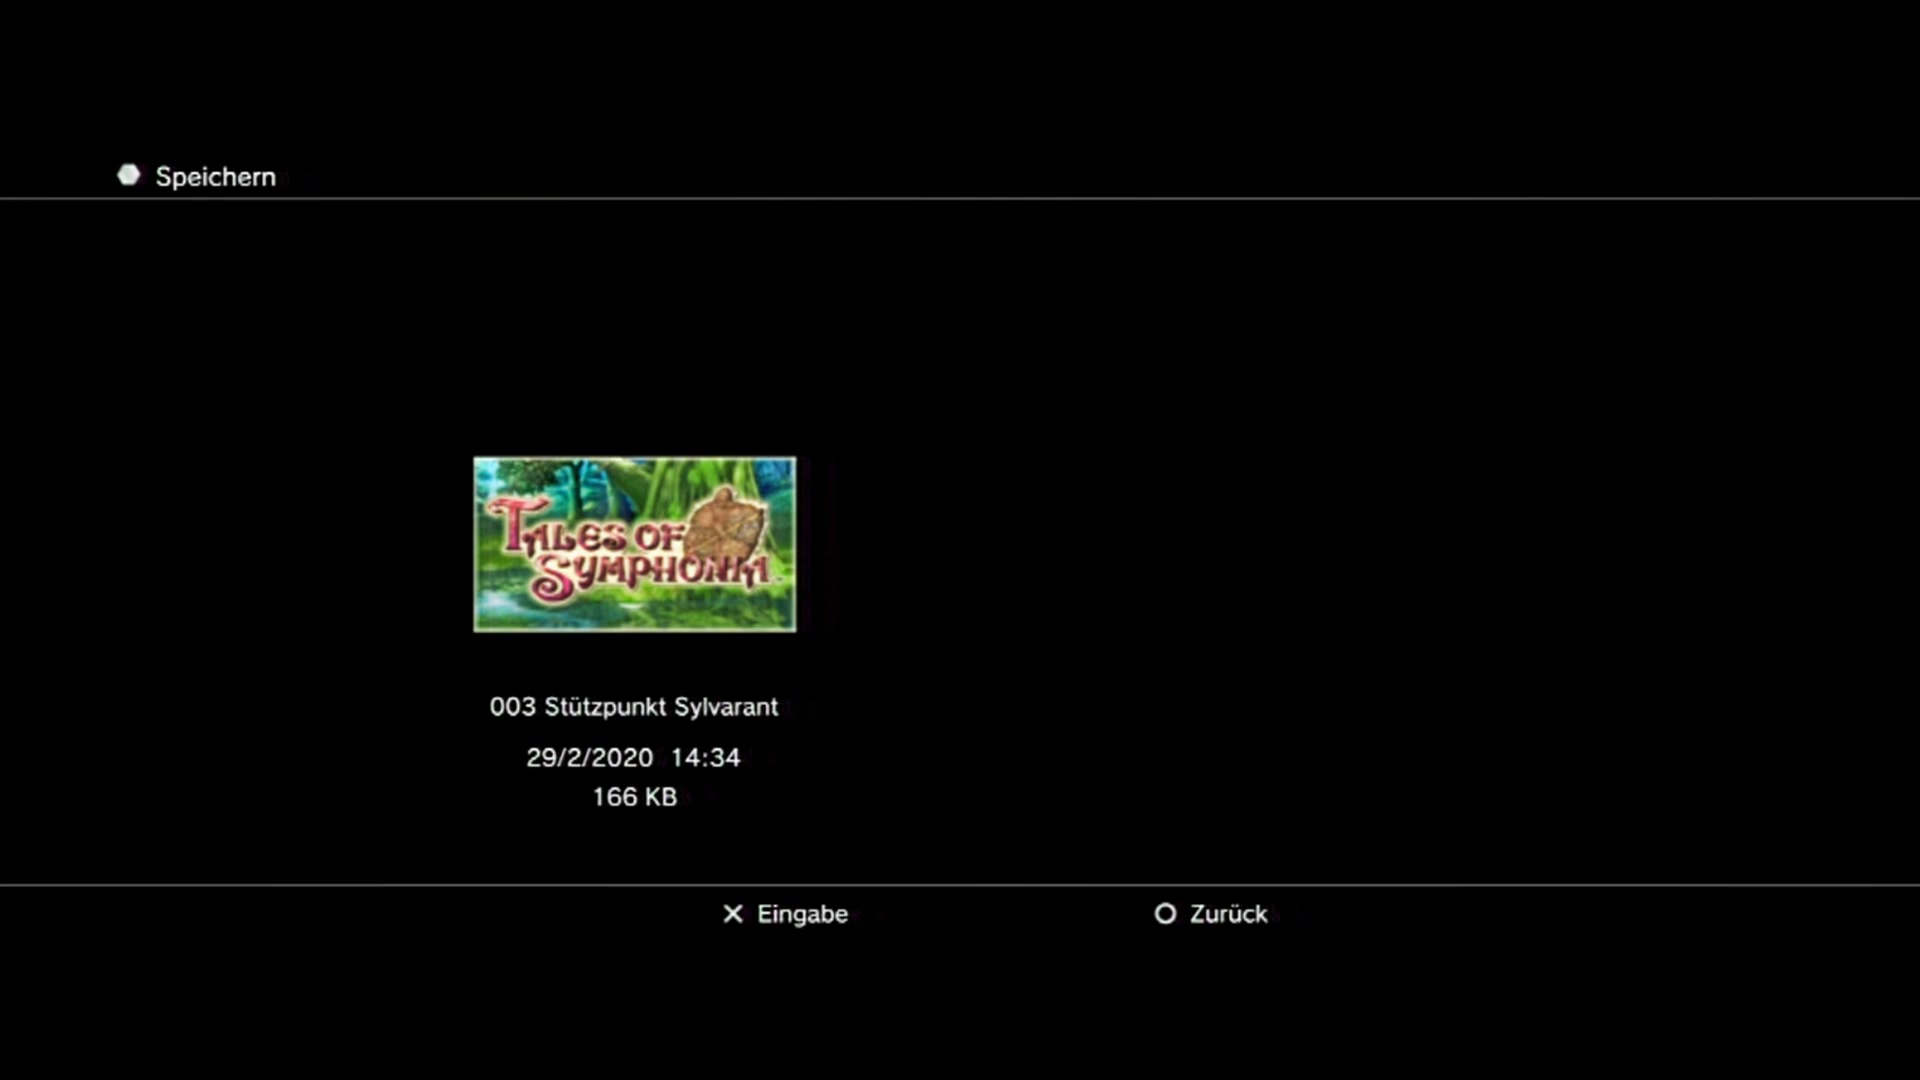 Speichern
TALES OF
SYMPHONIA
003 Stützpunkt Sylvarant
29/2/2020 14:34
166 KB
Eingabe
Zurück